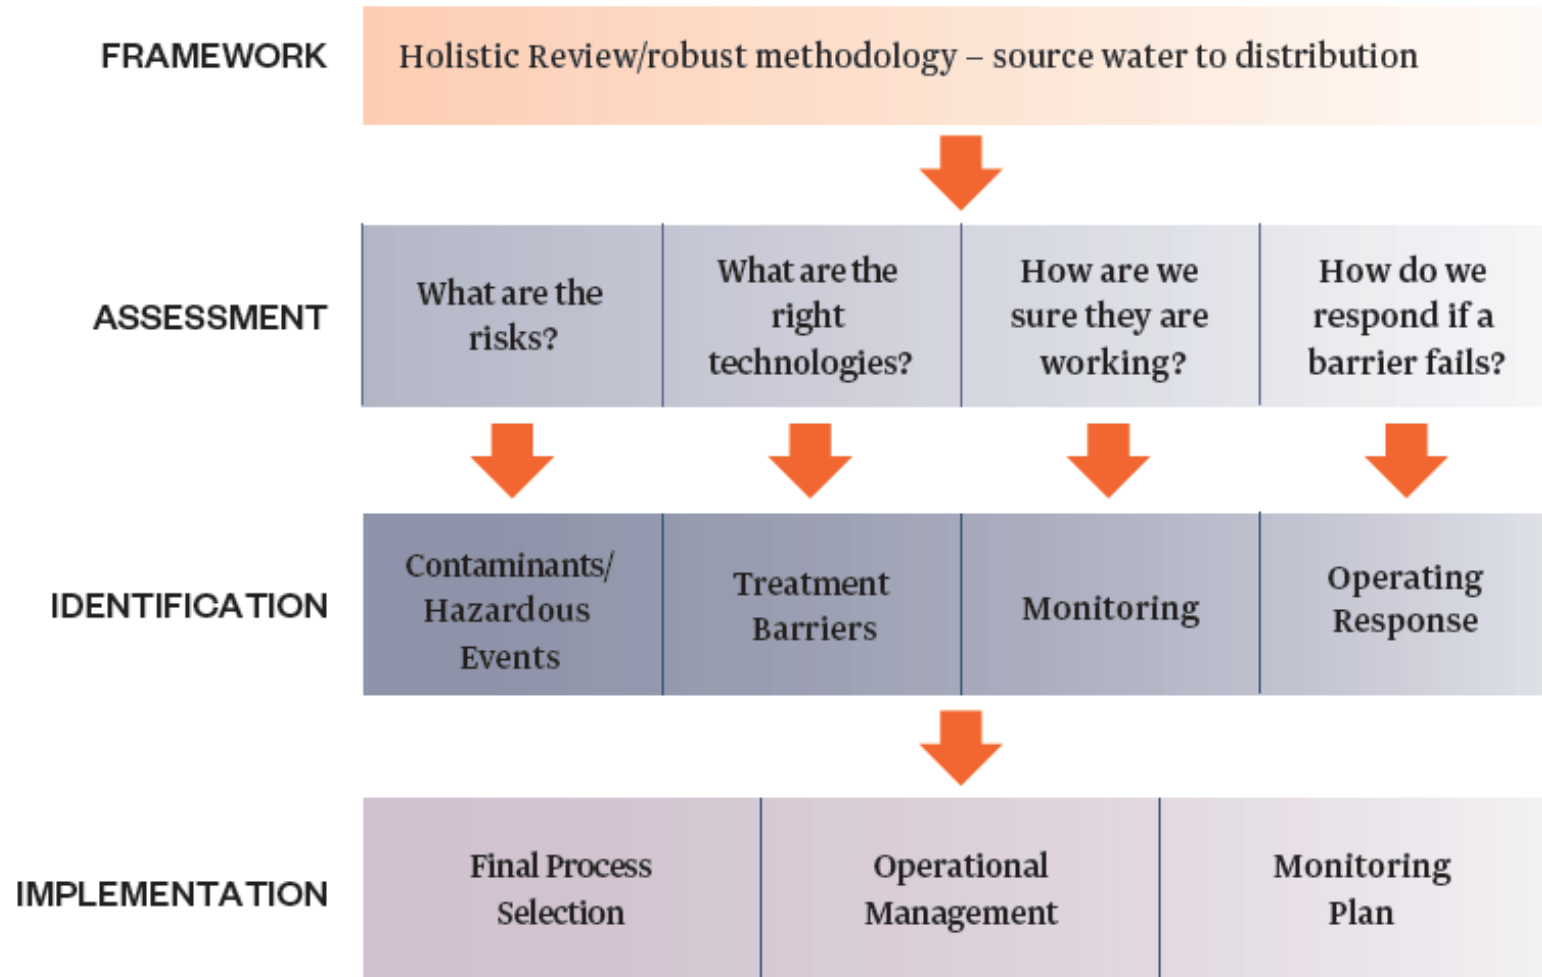 FRAMEWORK
Holistic Review/robust methodology – source water to distribution
ASSESSMENT
What are the
risks?
What are the
right
technologies?
How are we
sure they are
working?
How do we
respond if a
barrier fails?
IDENTIFICATION
Contaminants/
Hazardous
Events
Treatment
Barriers
Monitoring
Operating
Response
IMPLEMENTATION
Final Process
Selection
Operational
Management
Monitoring
Plan